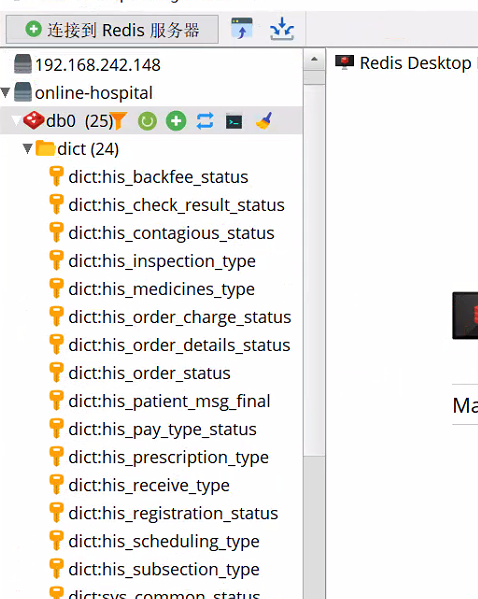 连接到 Redis 服务器
192.168.242.148
Redis Desktop
online-hospital
db0 (25)
dict (24)
dict:his_backfee_status
dict:his_check_result_status
dict:his_contagious_status
dict:his_inspection_type
dict:his_medicines_type
dict:his_order_charge_status
dict:his_order_details_status
dict:his_order_status
dict:his_patient_msg_final
Ma
dict:his_pay_type_status
dict:his_prescription_type
dict:his_receive_type
dict:his_registration_status
dict:his_scheduling_type
dict:his_subsection_type
dict:sys_common_status